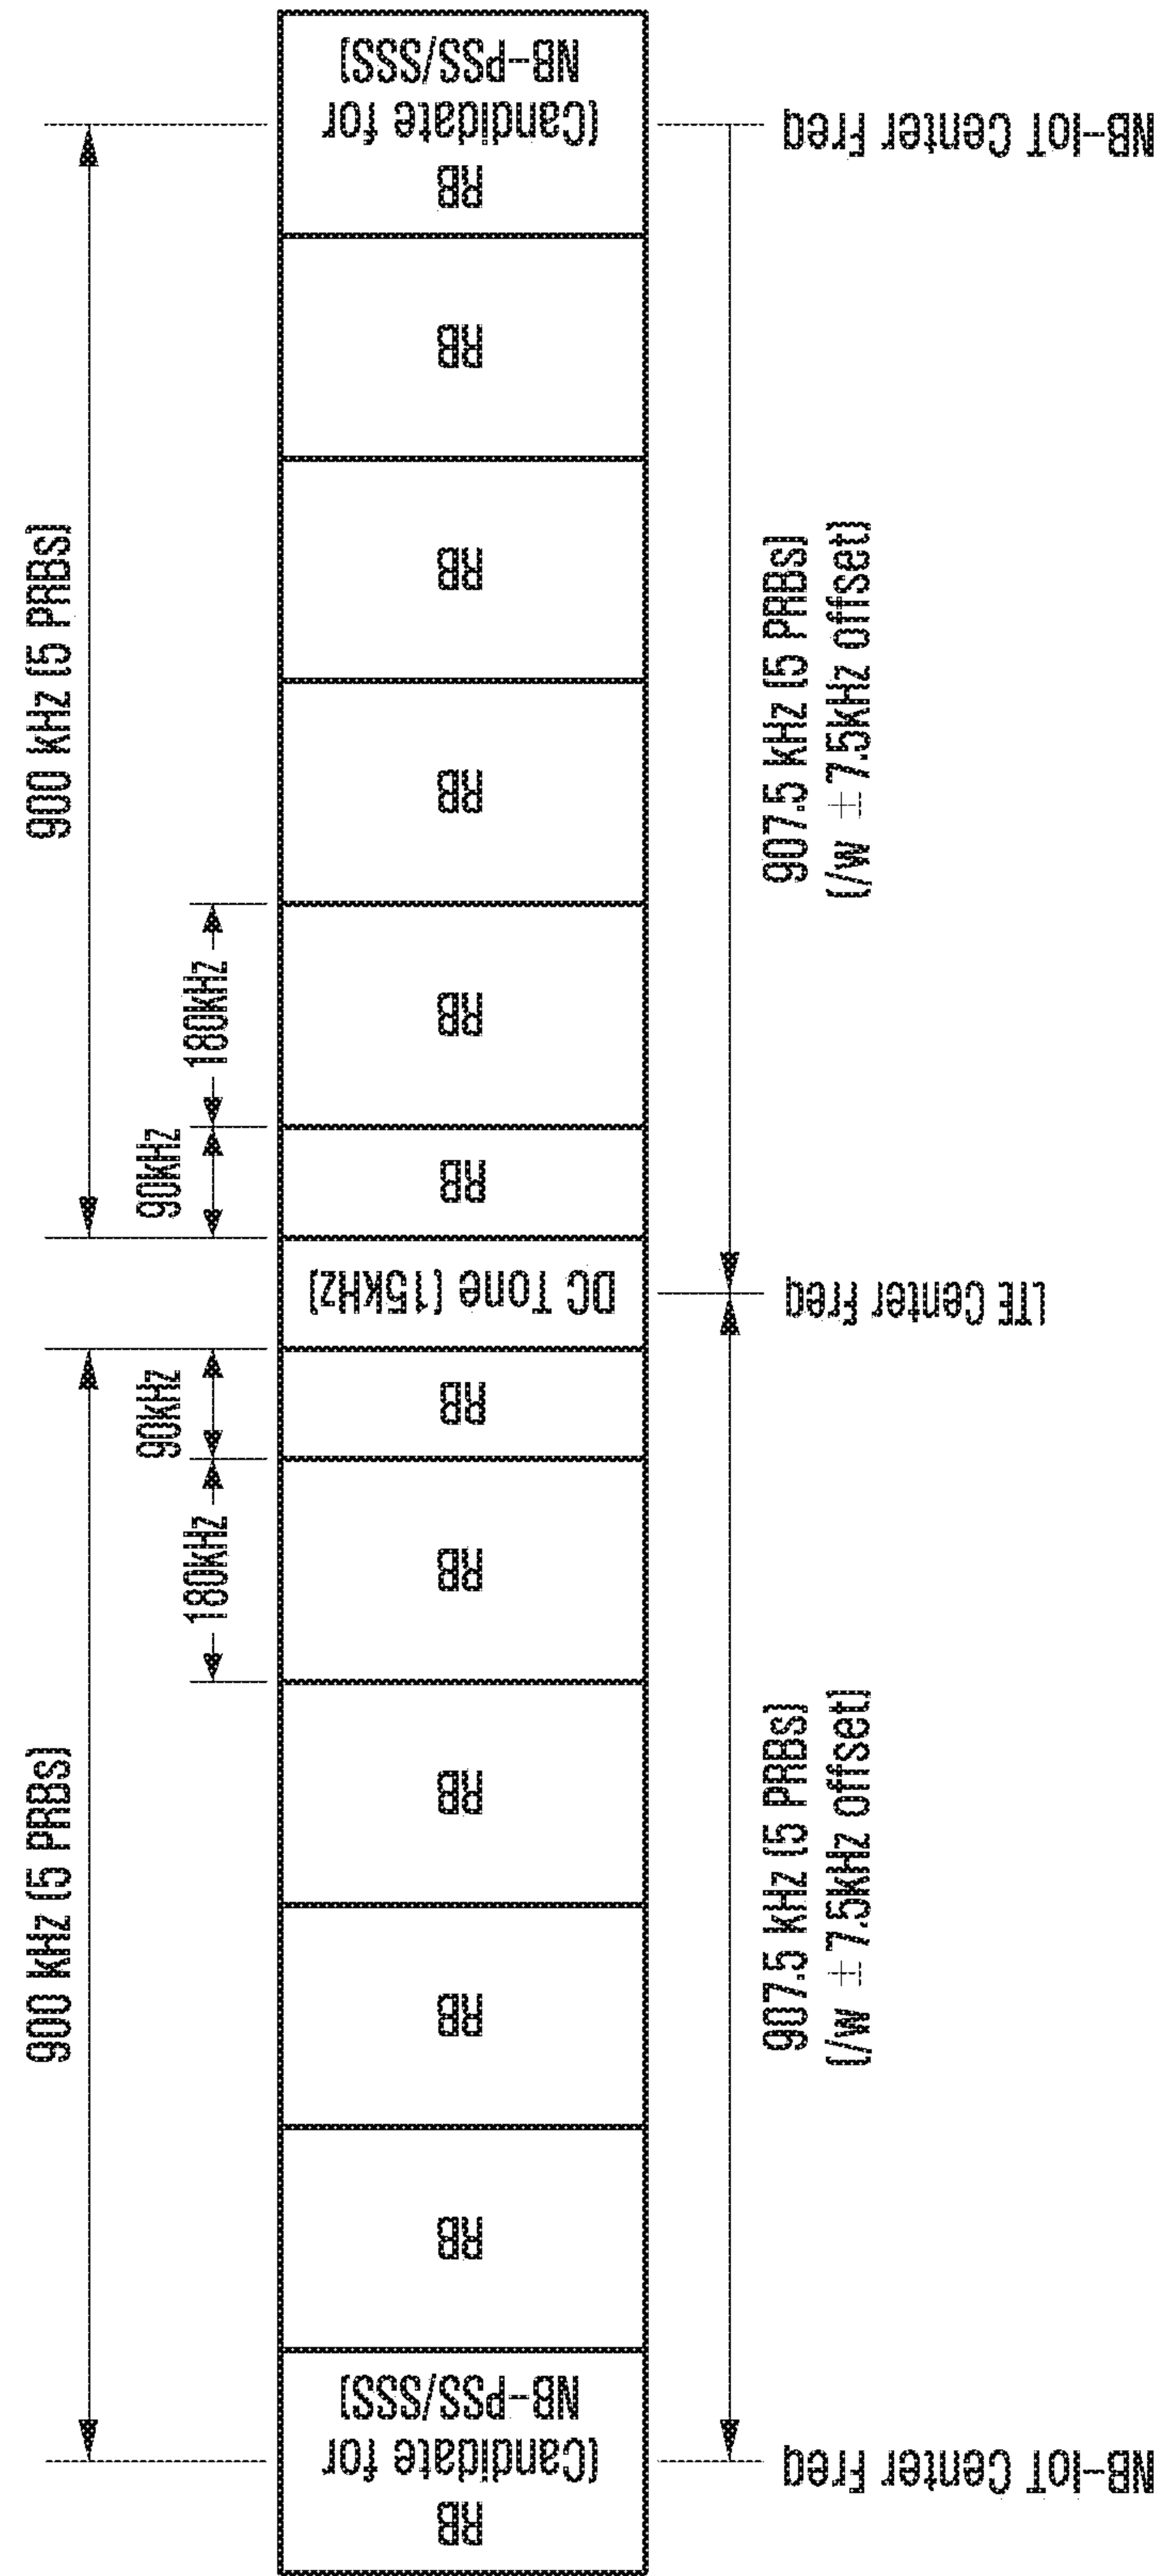 900 kHz (5 PRBs)
900 kHz (5 PRBs)
180kHz
90kHz
90kHz
180kHz
RB
(Candidate for
NB-PSS/SSS)
RB
RB
RB
RB
RB
DC Tone (15kHz)
RB
RB
RB
RB
RB
RB
(Candidate for
NB-PSS/SSS)
907.5 kHz (5 PRBs)
(/w ±7.5kHz offset)
907.5 kHz (5 PRBs)
(/w ±7.5kHz offset)
NB-IoT Center Freq
LTE Center Freq
NB-IoT Center Freq